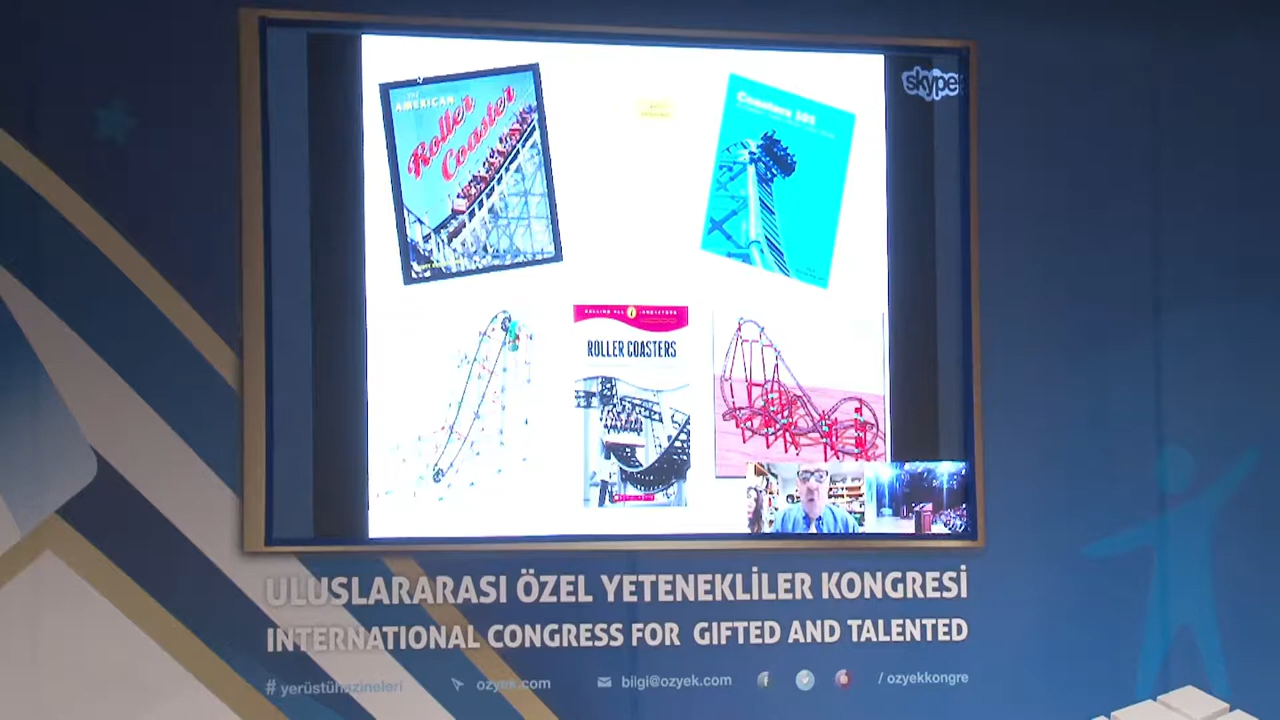 skype
THE
AMERICAN
Roller
Coaster
Coasters 101
ROLLER COASTERS
ULUSLARARASI ÖZEL YETENEKLİLER KONGRESİ
INTERNATIONAL CONGRESS FOR GIFTED AND TALENTED
# yerüstühazineleri ozyek.com bilgi@ozyek.com / ozyekkongre